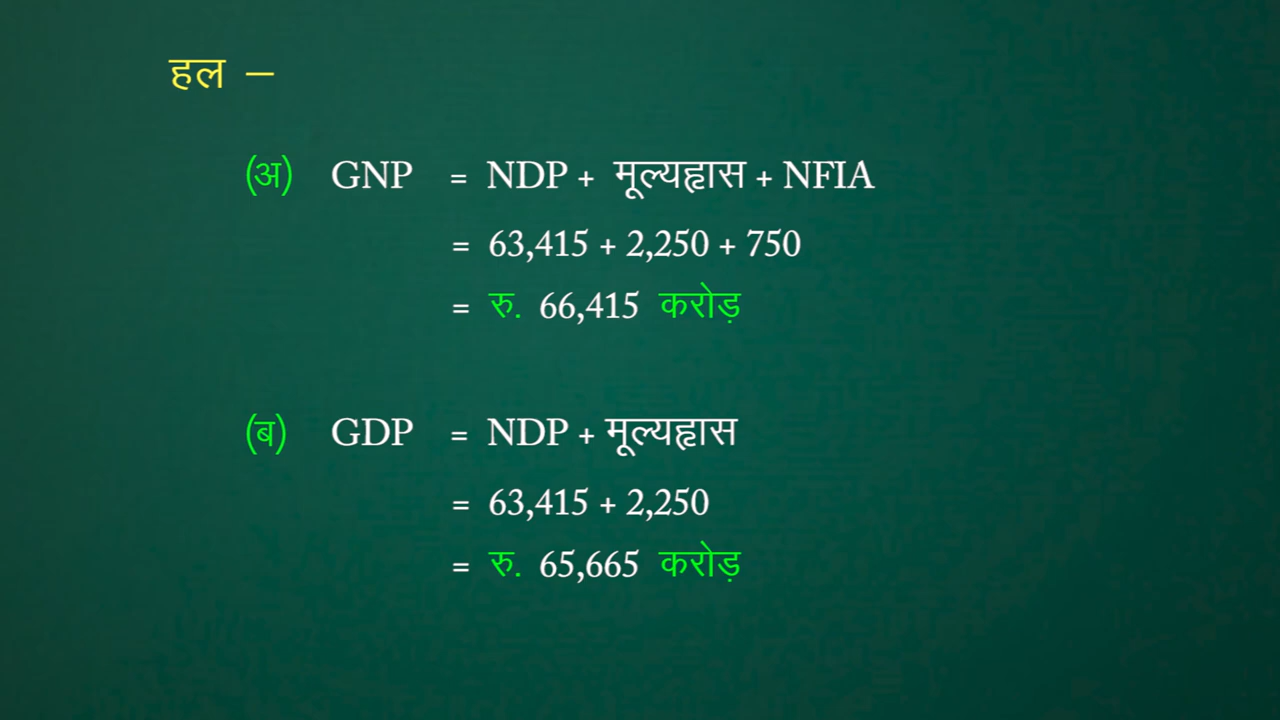 हल –
(अ) GNP = NDP + मूल्यह्रास + NFIA
= 63,415 + 2,250 + 750
= रु. 66,415 करोड़
(ब) GDP = NDP + मूल्यह्रास
= 63,415 + 2,250
= रु. 65,665 करोड़